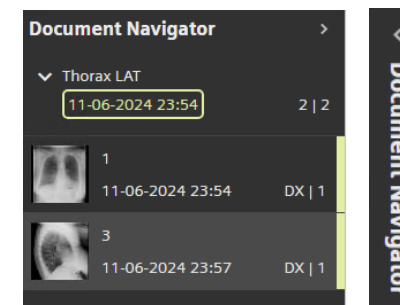 Document Navigator
Thorax LAT
11-06-2024 23:54
2 | 2
1
11-06-2024 23:54
DX | 1
3
11-06-2024 23:57
DX | 1
Document Navigator